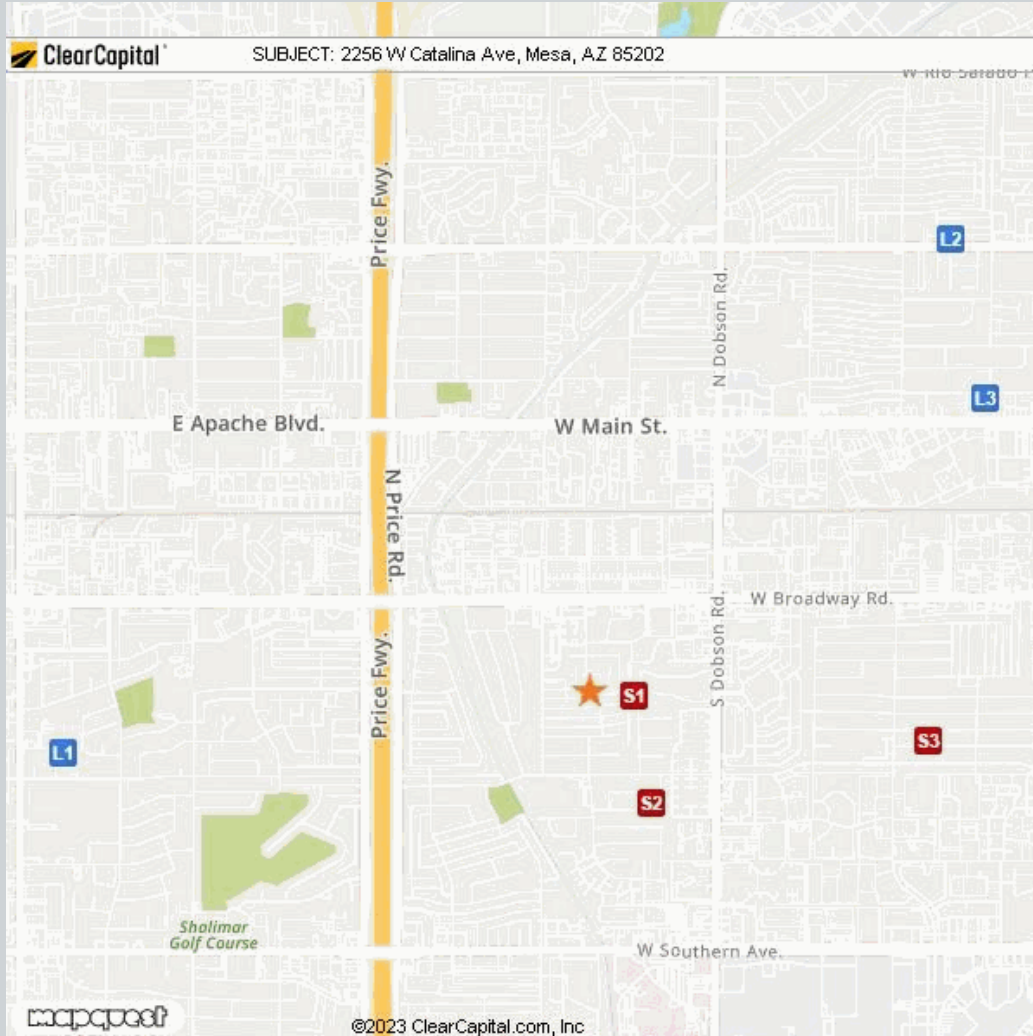 ClearCapital
SUBJECT: 2256 W Catalina Ave, Mesa, AZ 85202
Price Fwy.
L2
N Dobson Rd.
L3
E Apache Blvd.
W Main St.
N Price Rd.
W Broadway Rd.
S Dobson Rd.
Price Fwy.
S1
S3
L1
S2
Shalimar
Golf Course
W Southern Ave.
mapquest
©2023 ClearCapital.com, Inc